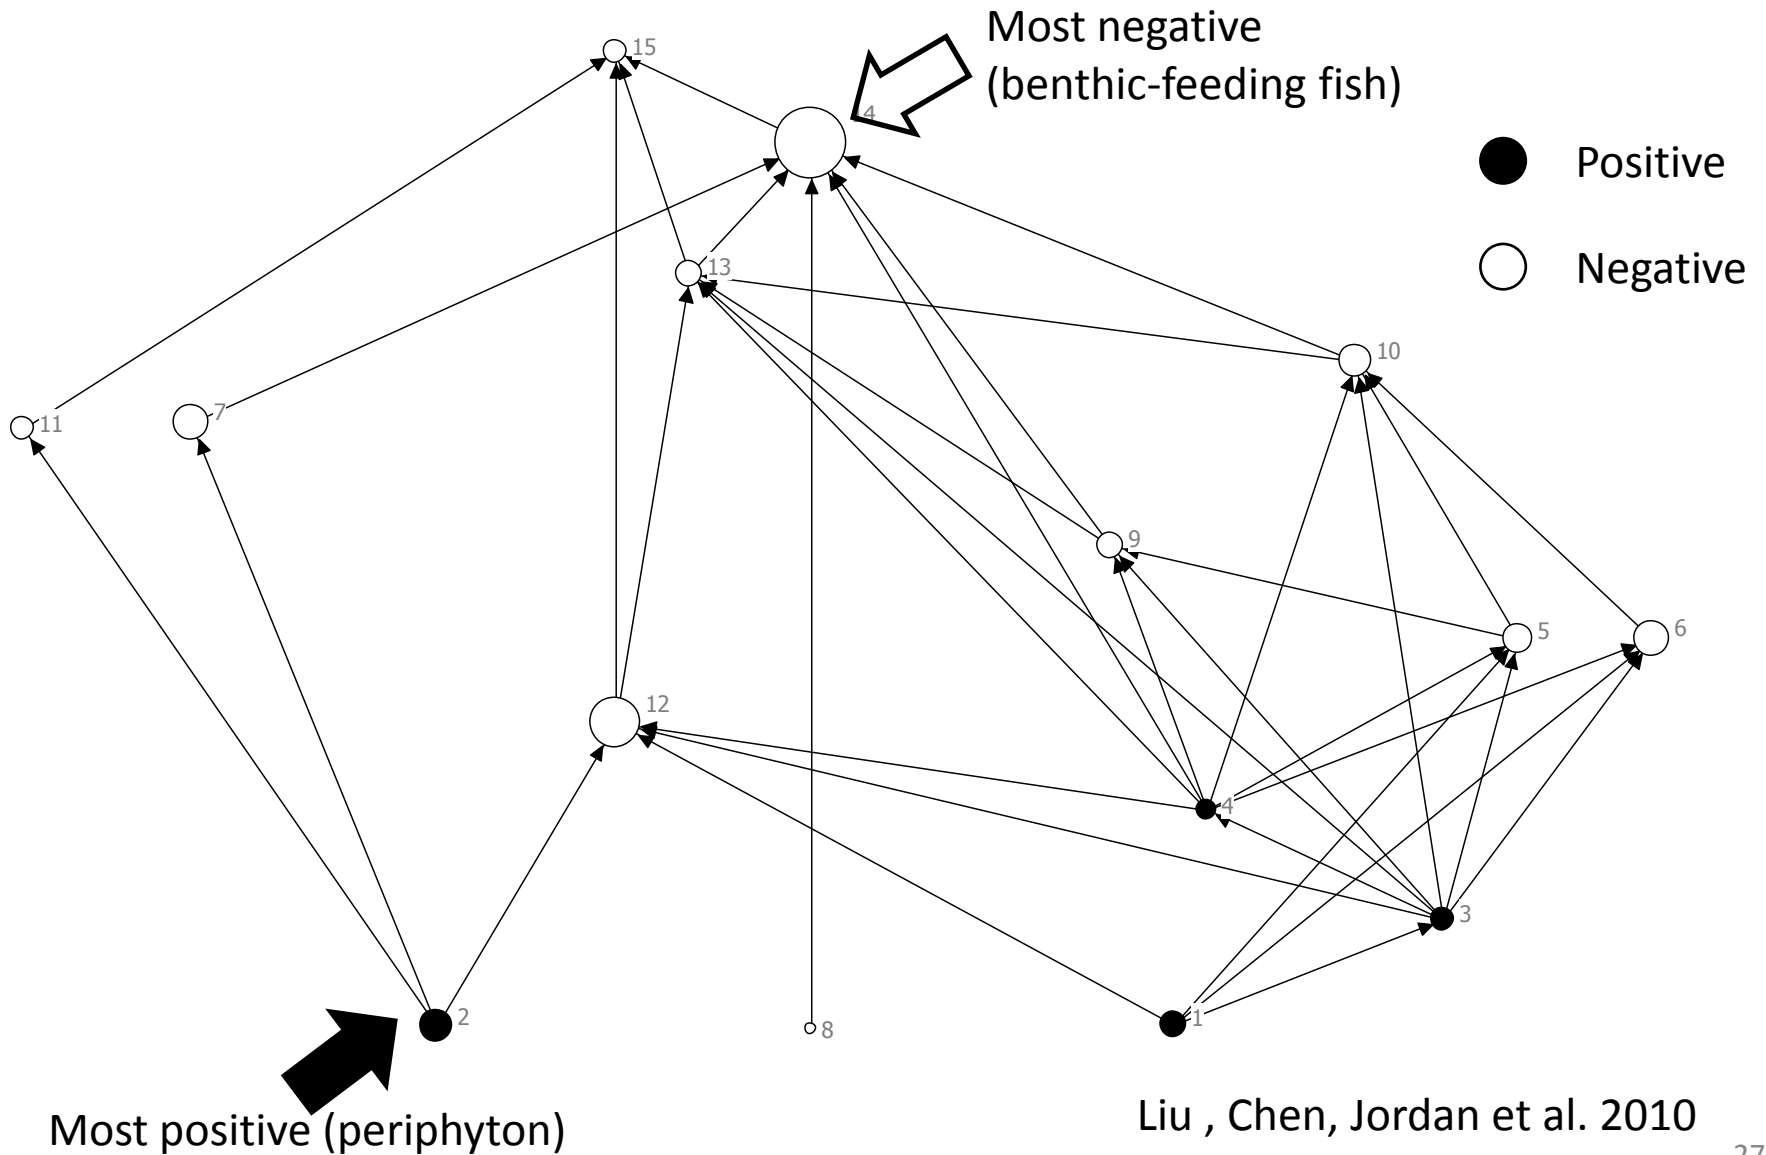 Most negative
(benthic-feeding fish)
15
Positive
13
Negative
10
11
7
9
5
6
12
4
3
2
8
1
Most positive (periphyton)
Liu , Chen, Jordan et al. 2010
27